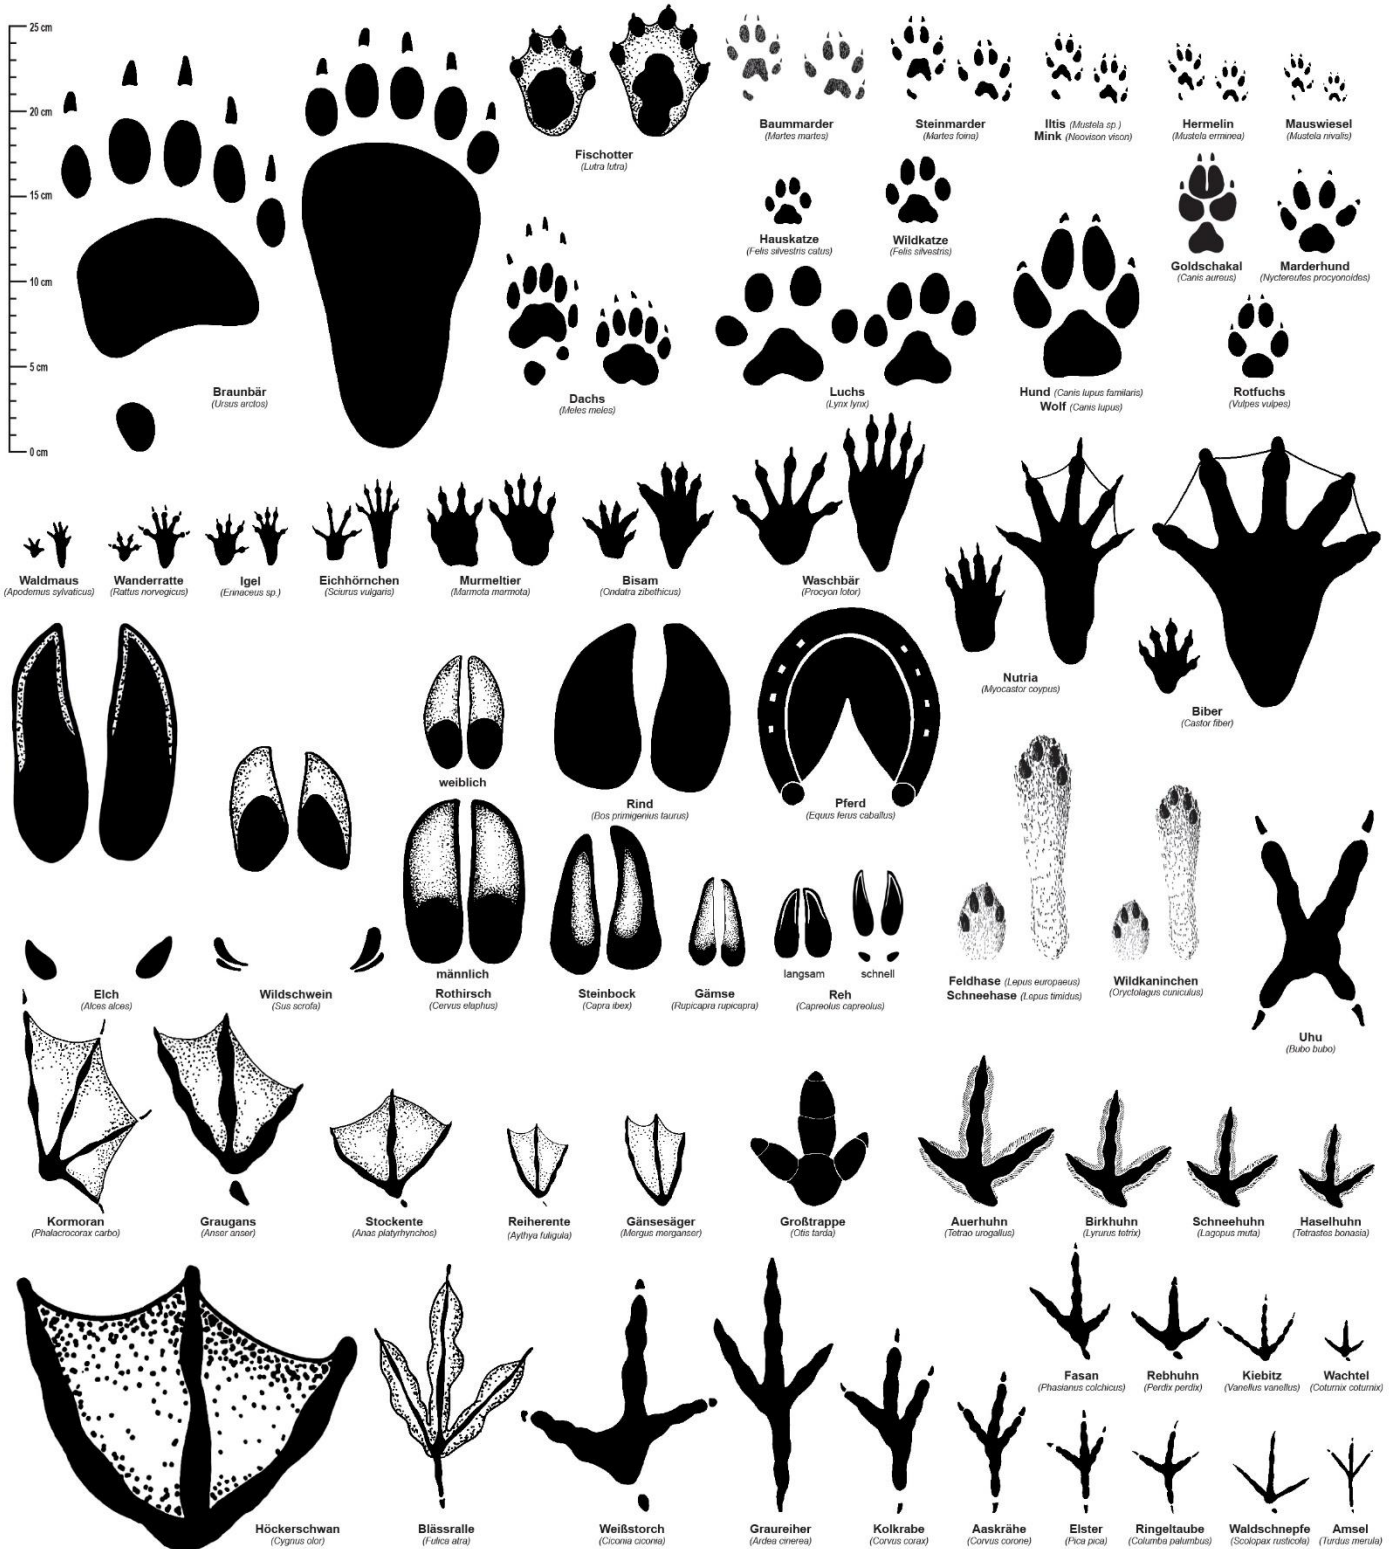 25 cm
20 cm
15 cm
10 cm
5 cm
0 cm
Braunbär
(Ursus arctos)
Fischotter
(Lutra lutra)
Baummarder
(Martes martes)
Steinmarder
(Martes foina)
Iltis (Mustela sp.)
Mink (Neovison vison)
Hermelin
(Mustela erminea)
Mauswiesel
(Mustela nivalis)
Hauskatze
(Felis silvestris catus)
Wildkatze
(Felis silvestris)
Goldschakal
(Canis aureus)
Marderhund
(Nyctereutes procyonoides)
Dachs
(Meles meles)
Luchs
(Lynx lynx)
Hund (Canis lupus familaris)
Wolf (Canis lupus)
Rotfuchs
(Vulpes vulpes)
Waldmaus
(Apodemus sylvaticus)
Wanderratte
(Rattus norvegicus)
Igel
(Erinaceus sp.)
Eichhörnchen
(Sciurus vulgaris)
Murmeltier
(Marmota marmota)
Bisam
(Ondatra zibethicus)
Waschbär
(Procyon lotor)
Nutria
(Myocastor coypus)
Biber
(Castor fiber)
weiblich
männlich
Rind
(Bos primigenius taurus)
Pferd
(Equus ferus caballus)
Elch
(Alces alces)
Wildschwein
(Sus scrofa)
Rothirsch
(Cervus elaphus)
Steinbock
(Capra ibex)
Gämse
(Rupicapra rupicapra)
langsam
schnell
Reh
(Capreolus capreolus)
Feldhase (Lepus europaeus)
Schneehase (Lepus timidus)
Wildkaninchen
(Oryctolagus cuniculus)
Uhu
(Bubo bubo)
Kormoran
(Phalacrocorax carbo)
Graugans
(Anser anser)
Stockente
(Anas platyrhynchos)
Reiherente
(Aythya fuligula)
Gänsesäger
(Mergus merganser)
Großtrappe
(Otis tarda)
Auerhuhn
(Tetrao urogallus)
Birkhuhn
(Lyrurus tetrix)
Schneehuhn
(Lagopus muta)
Haselhuhn
(Tetrastes bonasia)
Fasan
(Phasianus colchicus)
Rebhuhn
(Perdix perdix)
Kiebitz
(Vanellus vanellus)
Wachtel
(Coturnix coturnix)
Höckerschwan
(Cygnus olor)
Blässralle
(Fulica atra)
Weißstorch
(Ciconia ciconia)
Graureiher
(Ardea cinerea)
Kolkrabe
(Corvus corax)
Aaskrähe
(Corvus corone)
Elster
(Pica pica)
Ringeltaube
(Columba palumbus)
Waldschnepfe
(Scolopax rusticola)
Amsel
(Turdus merula)